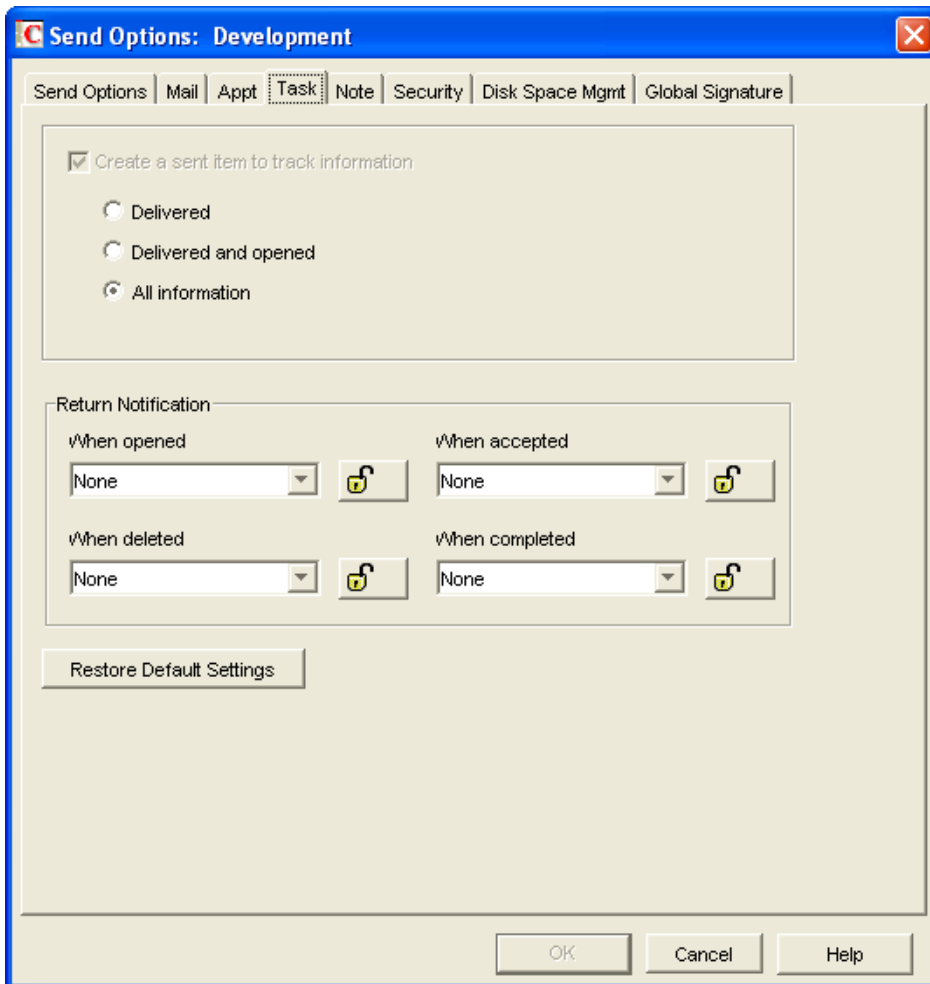 C Send Options: Development
Send Options Mail Appt Task Note Security Disk Space Mgmt Global Signature
Create a sent item to track information
Delivered
Delivered and opened
All information
Return Notification
When opened When accepted
None None
When deleted When completed
None None
Restore Default Settings
OK Cancel Help